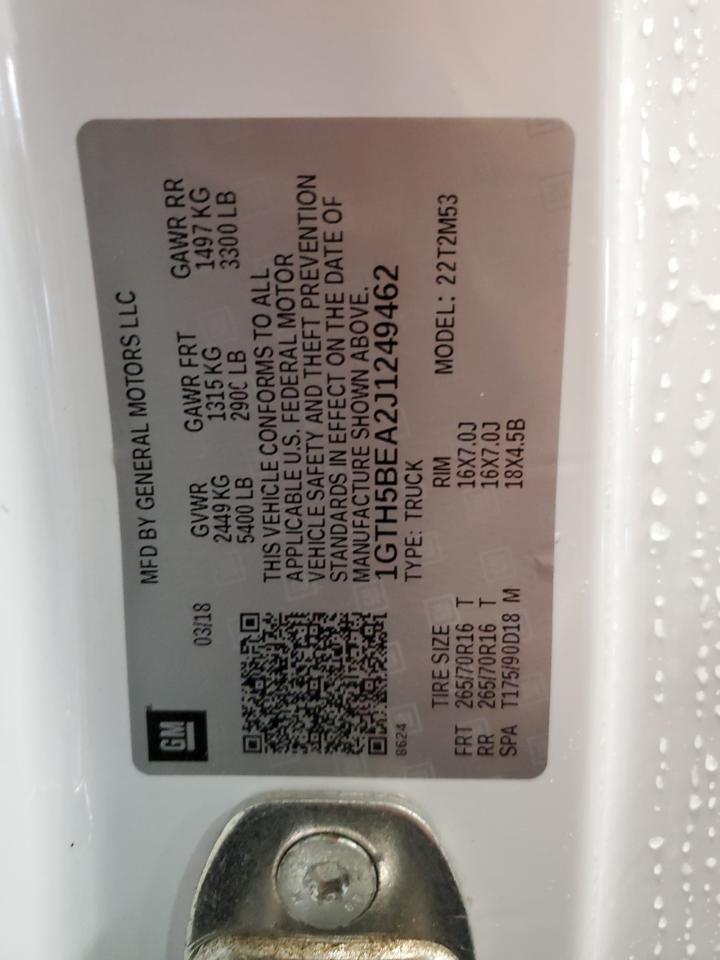 GM
MFD BY GENERAL MOTORS LLC
03/18
GVWR GAWR FRT GAWR RR
2449 KG 1315 KG 1497 KG
5400 LB 2900 LB 3300 LB
THIS VEHICLE CONFORMS TO ALL
APPLICABLE U.S. FEDERAL MOTOR
VEHICLE SAFETY AND THEFT PREVENTION
STANDARDS IN EFFECT ON THE DATE OF
MANUFACTURE SHOWN ABOVE.
1GTH5BEA2J1249462
8624
TYPE: TRUCK MODEL: 22T2M53
TIRE SIZE RIM
FRT 265/70R16 T 16X7.0J
RR 265/70R16 T 16X7.0J
SPA T175/90D18 M 18X4.5B